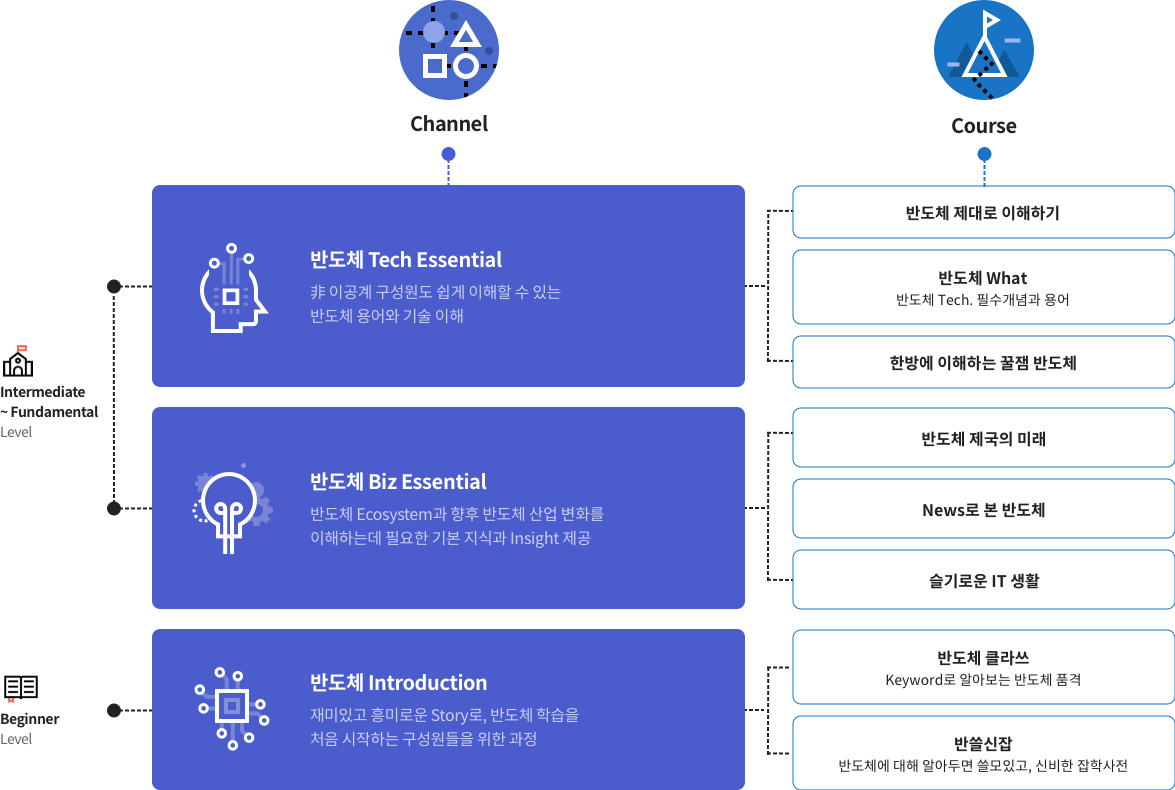 Channel
Course
Intermediate
~ Fundamental
Level
반도체 Tech Essential
非 이공계 구성원도 쉽게 이해할 수 있는
반도체 용어와 기술 이해
반도체 제대로 이해하기
반도체 What
반도체 Tech. 필수개념과 용어
한방에 이해하는 꿀잼 반도체
반도체 Biz Essential
반도체 Ecosystem과 향후 반도체 산업 변화를
이해하는데 필요한 기본 지식과 Insight 제공
반도체 제국의 미래
News로 본 반도체
슬기로운 IT 생활
Beginner
Level
반도체 Introduction
재미있고 흥미로운 Story로, 반도체 학습을
처음 시작하는 구성원들을 위한 과정
반도체 클라쓰
Keyword로 알아보는 반도체 품격
반쓸신잡
반도체에 대해 알아두면 쓸모있고, 신비한 잡학사전